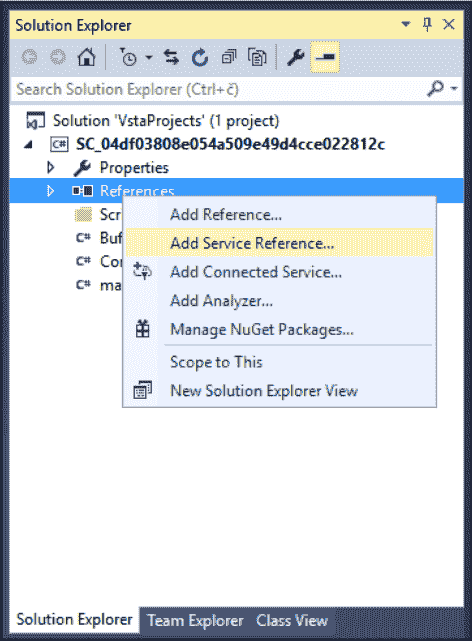 Solution Explorer
Search Solution Explorer (Ctrl+č)
Solution 'VstaProjects' (1 project)
C# SC_04df03808e054a509e49d4cce022812c
Properties
References
Scr
C# Buf
C# Cor
C# ma
Add Reference...
Add Service Reference...
Add Connected Service...
Add Analyzer...
Manage NuGet Packages...
Scope to This
New Solution Explorer View
Solution Explorer Team Explorer Class View